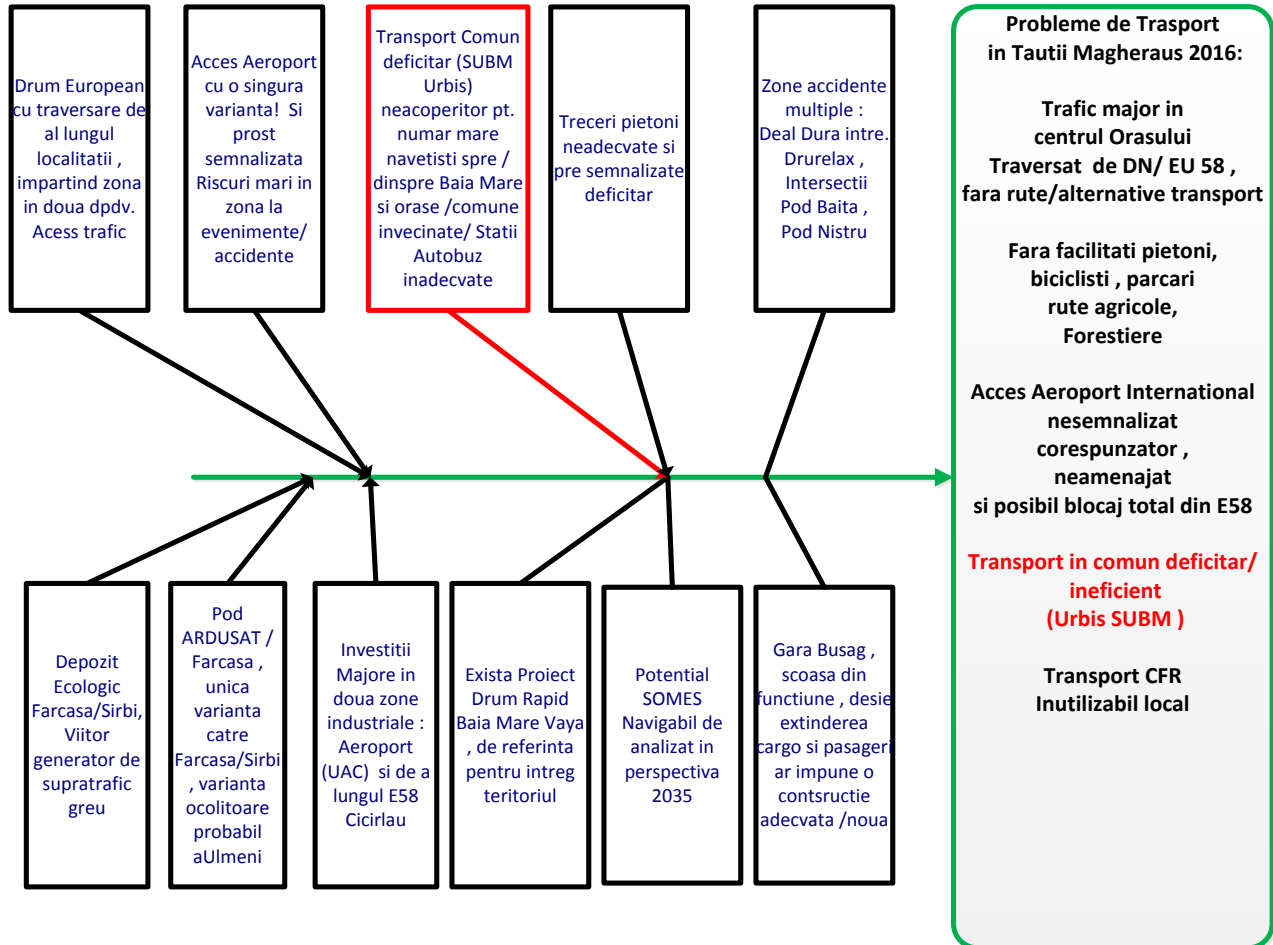 Drum European
cu traversare de
al lungul
localitatii ,
impartind zona
in doua dpdv.
Acess trafic
Acces Aeroport
cu o singura
varianta! Si
prost
semnalizata
Riscuri mari in
zona la
evenimente/
accidente
Transport Comun
deficitar (SUBM
Urbis)
neacoperitor pt.
numar mare
navetisti spre /
dinspre Baia Mare
si orase /comune
invecinate/ Statii
Autobuz
inadecvate
Treceri pietoni
neadecvate si
pre semnalizate
deficitar
Zone accidente
multiple :
Deal Dura intre.
Drurelax ,
Intersectii
Pod Baita ,
Pod Nistru
Depozit
Ecologic
Farcasa/Sirbi,
Viitor
generator de
supratrafic
greu
Pod
ARDUSAT /
Farcasa ,
unica
varianta
catre
Farcasa/Sirbi
, varianta
ocolitoare
probabil
aUlmeni
Investitii
Majore in
doua zone
industriale :
Aeroport
(UAC) si de a
lungul E58
Cicirlau
Exista Proiect
Drum Rapid
Baia Mare Vaya
, de referinta
pentru intreg
teritoriul
Potential
SOMES
Navigabil de
analizat in
perspectiva
2035
Gara Busag ,
scoasa din
functiune , desie
extinderea
cargo si pasageri
ar impune o
contsructie
adecvata /noua
Probleme de Trasport
in Tautii Magheraus 2016:
Trafic major in
centrul Orasului
Traversat de DN/ EU 58 ,
fara rute/alternative transport
Fara facilitati pietoni,
biciclisti , parcari
rute agricole,
Forestiere
Acces Aeroport International
nesemnalizat
corespunzator ,
neamenajat
si posibil blocaj total din E58
Transport in comun deficitar/
ineficient
(Urbis SUBM )
Transport CFR
Inutilizabil local